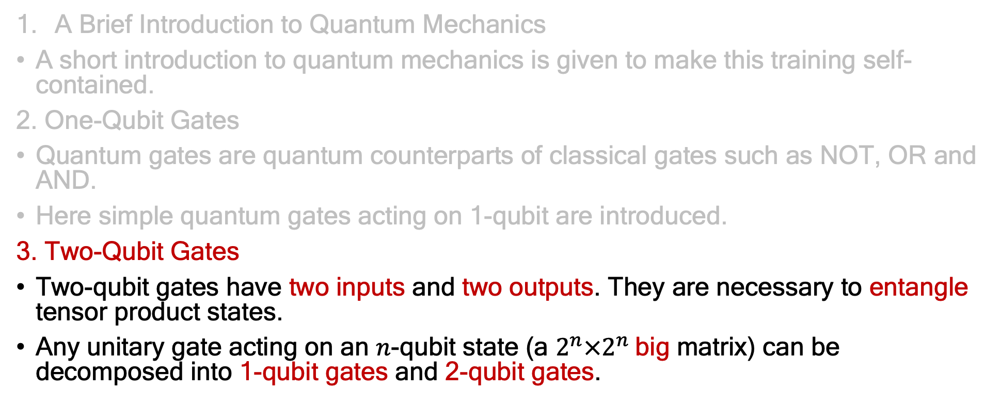 1. A Brief Introduction to Quantum Mechanics
• A short introduction to quantum mechanics is given to make this training self-
contained.
2. One-Qubit Gates
• Quantum gates are quantum counterparts of classical gates such as NOT, OR and
AND.
• Here simple quantum gates acting on 1-qubit are introduced.
3. Two-Qubit Gates
• Two-qubit gates have two inputs and two outputs. They are necessary to entangle
tensor product states.
• Any unitary gate acting on an 𝑛-qubit state (a 2ⁿ×2ⁿ big matrix) can be
decomposed into 1-qubit gates and 2-qubit gates.